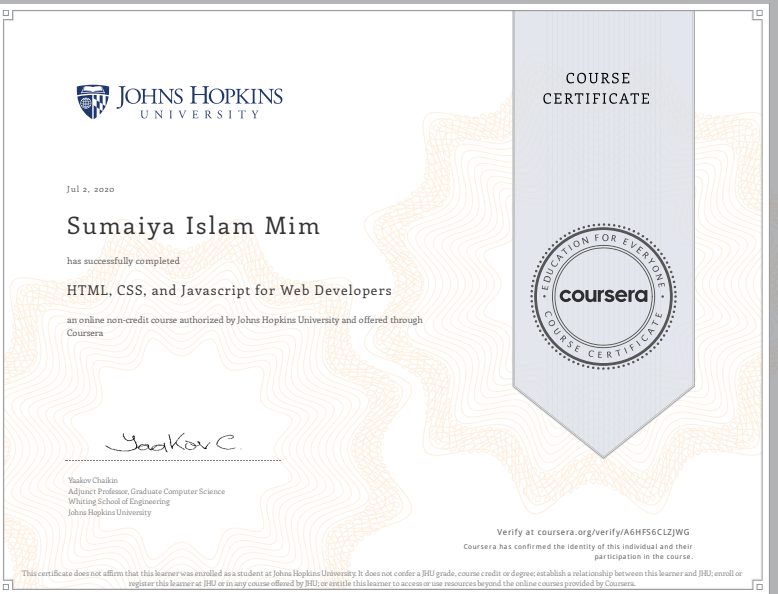 COURSE
CERTIFICATE
JOHNS HOPKINS
UNIVERSITY
Jul 2, 2020
Sumaiya Islam Mim
has successfully completed
HTML, CSS, and Javascript for Web Developers
an online non-credit course authorized by Johns Hopkins University and offered through
Coursera
EDUCATION FOR EVERYONE
coursera
COURSE CERTIFICATE
Yaakov C.
Yaakov Chaikin
Adjunct Professor, Graduate Computer Science
Whiting School of Engineering
Johns Hopkins University
Verify at coursera.org/verify/A6HFS6CLZJWG
Coursera has confirmed the identity of this individual and their
participation in the course.
This certificate does not affirm that this learner was enrolled as a student at Johns Hopkins University. It does not confer a JHU grade, course credit or degree; establish a relationship between this learner and JHU; enroll or
register this learner at JHU or in any course offered by JHU; or entitle this learner to access or use resources beyond the online courses provided by Coursera.